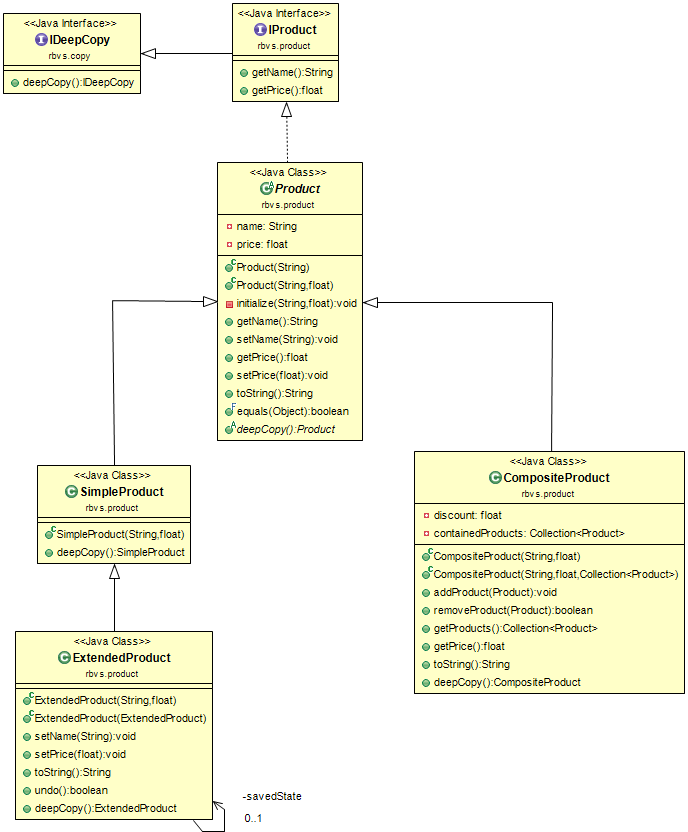 <<Java Interface>>
IDeepCopy
rbvs.copy
deepCopy():IDeepCopy
<<Java Interface>>
IProduct
rbvs.product
getName():String
getPrice():float
<<Java Class>>
Product
rbvs.product
name: String
price: float
Product(String)
Product(String,float)
initialize(String,float):void
getName():String
setName(String):void
getPrice():float
setPrice(float):void
toString():String
equals(Object):boolean
deepCopy():Product
<<Java Class>>
SimpleProduct
rbvs.product
SimpleProduct(String,float)
deepCopy():SimpleProduct
<<Java Class>>
CompositeProduct
rbvs.product
discount: float
containedProducts: Collection<Product>
CompositeProduct(String,float)
CompositeProduct(String,float,Collection<Product>)
addProduct(Product):void
removeProduct(Product):boolean
getProducts():Collection<Product>
getPrice():float
toString():String
deepCopy():CompositeProduct
<<Java Class>>
ExtendedProduct
rbvs.product
ExtendedProduct(String,float)
ExtendedProduct(ExtendedProduct)
setName(String):void
setPrice(float):void
toString():String
undo():boolean
deepCopy():ExtendedProduct
-savedState
0..1